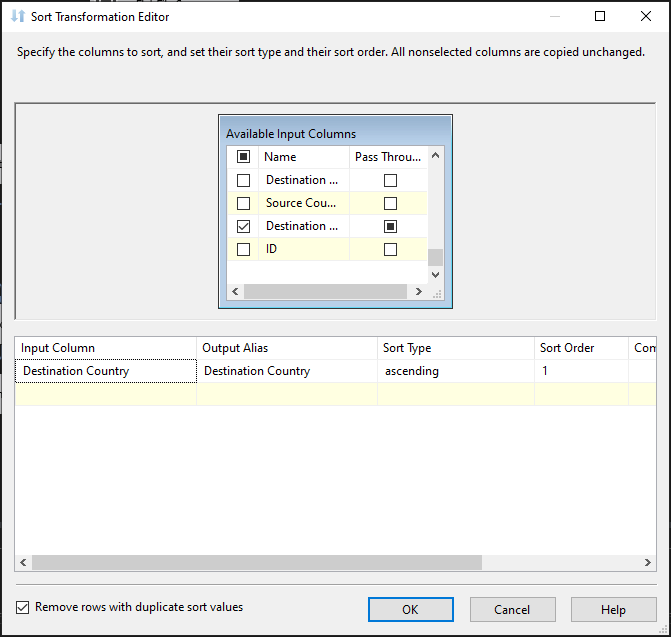 Sort Transformation Editor
Specify the columns to sort, and set their sort type and their sort order. All nonselected columns are copied unchanged.
Available Input Columns
Name Pass Throu...
Destination ...
Source Cou...
Destination ...
ID
Input Column Output Alias Sort Type Sort Order Com
Destination Country Destination Country ascending 1
Remove rows with duplicate sort values OK Cancel Help